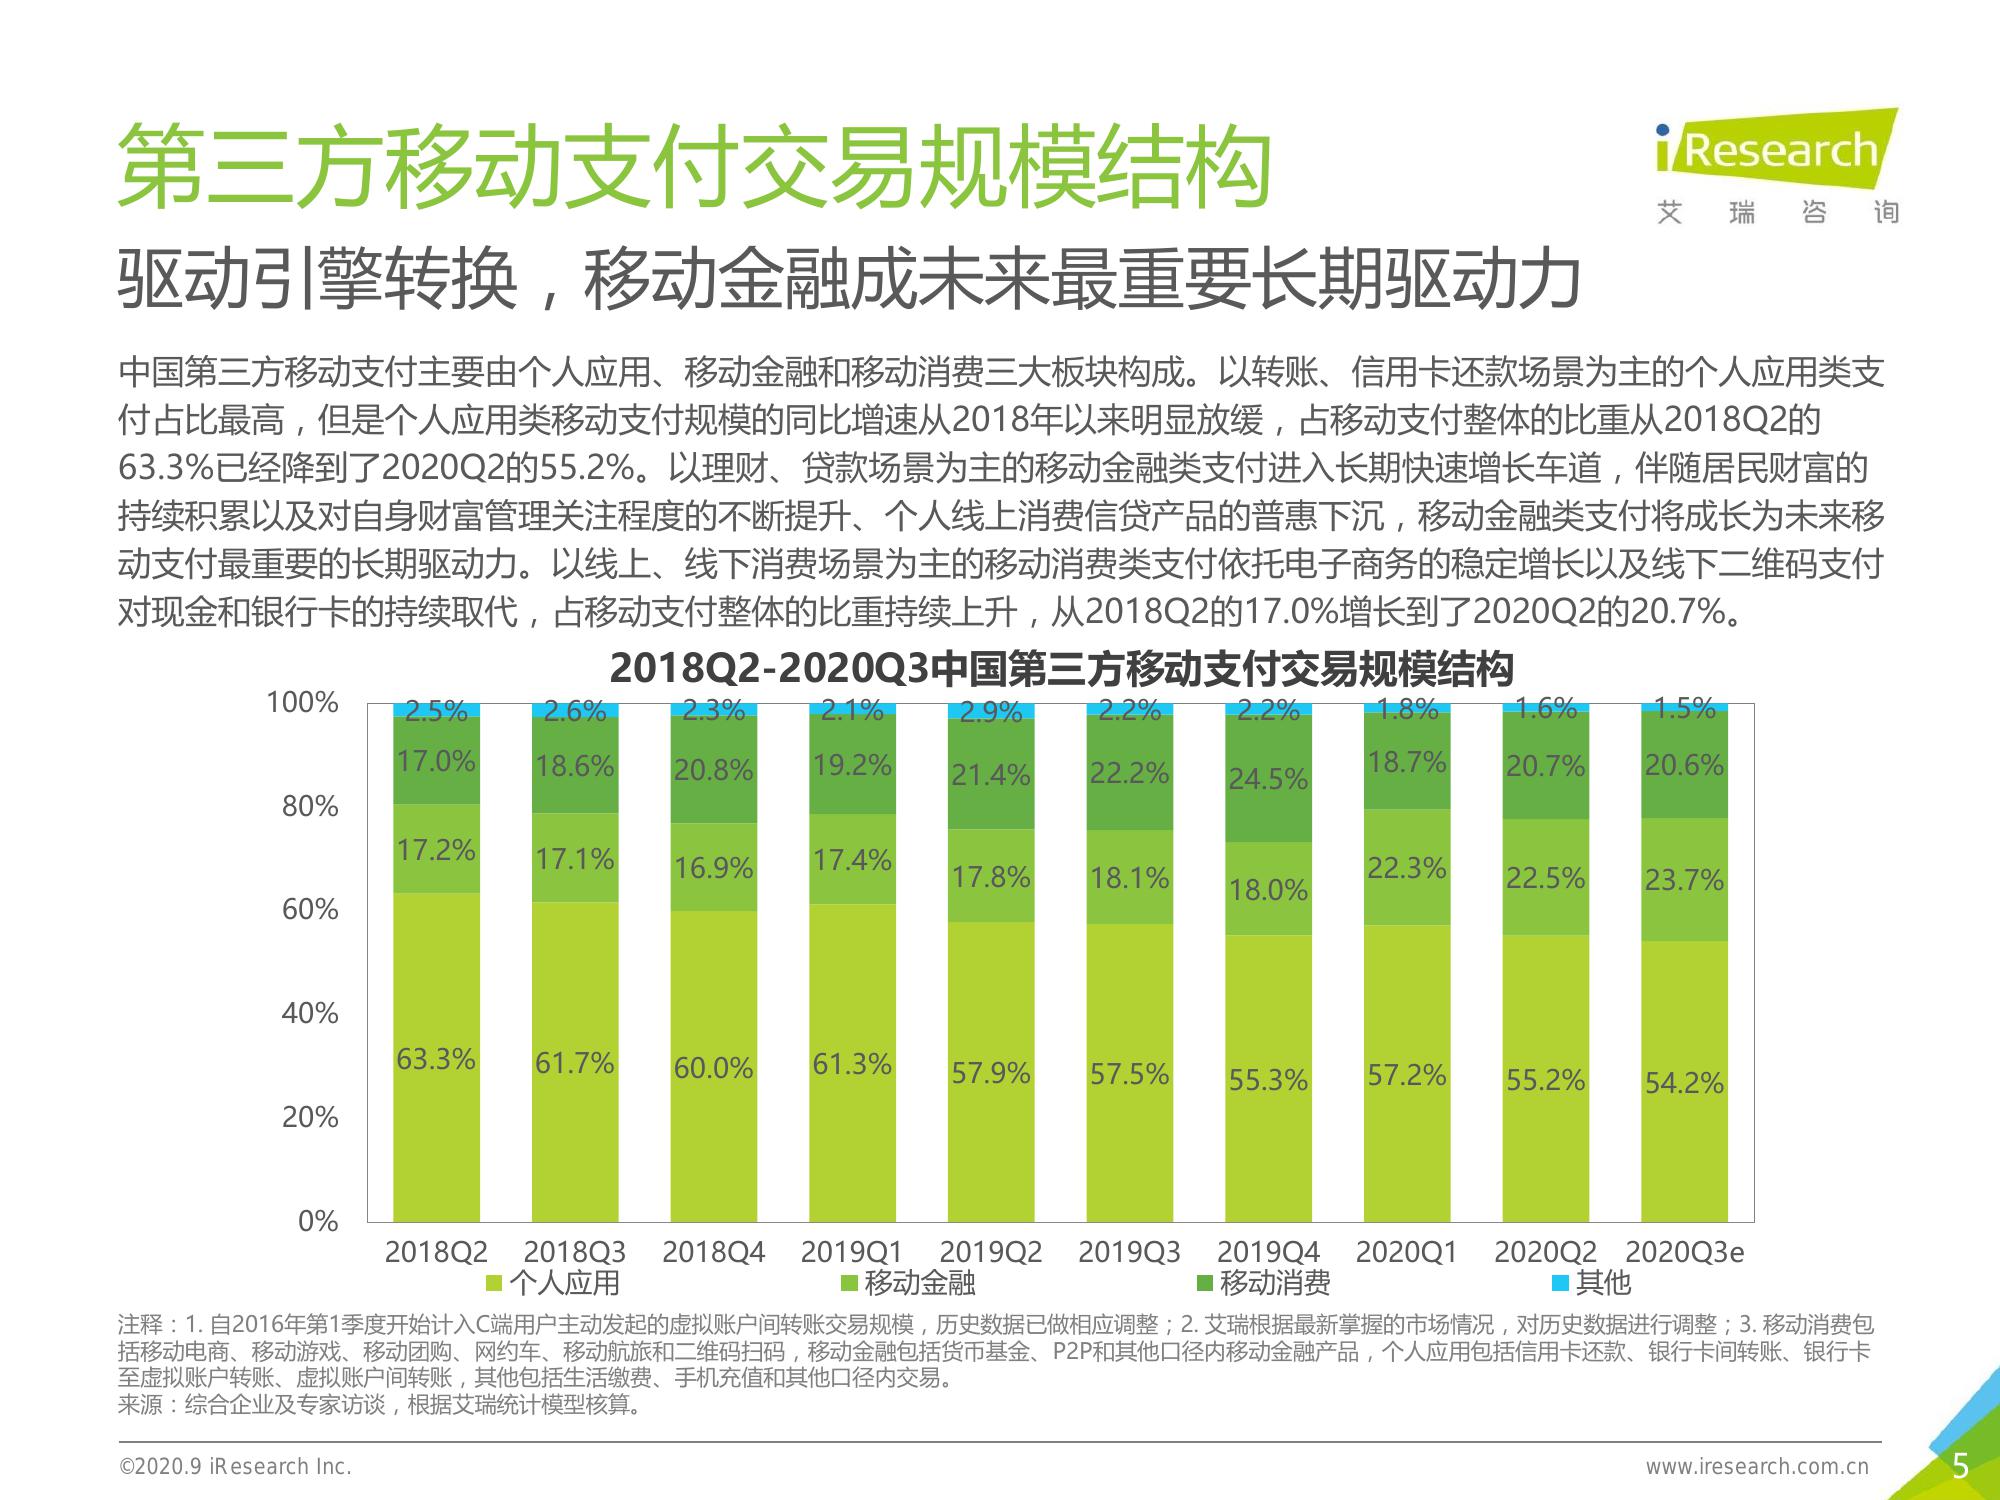 第三方移动支付交易规模结构
iResearch
艾瑞咨询
驱动引擎转换，移动金融成未来最重要长期驱动力
中国第三方移动支付主要由个人应用、移动金融和移动消费三大板块构成。以转账、信用卡还款场景为主的个人应用类支
付占比最高，但是个人应用类移动支付规模的同比增速从2018年以来明显放缓，占移动支付整体的比重从2018Q2的
63.3%已经降到了2020Q2的55.2%。以理财、贷款场景为主的移动金融类支付进入长期快速增长车道，伴随居民财富的
持续积累以及对自身财富管理关注程度的不断提升、个人线上消费信贷产品的普惠下沉，移动金融类支付将成长为未来移
动支付最重要的长期驱动力。以线上、线下消费场景为主的移动消费类支付依托电子商务的稳定增长以及线下二维码支付
对现金和银行卡的持续取代，占移动支付整体的比重持续上升，从2018Q2的17.0%增长到了2020Q2的20.7%。
2018Q2-2020Q3中国第三方移动支付交易规模结构
100% 2.5% 2.6% 2.3% 2.1% 2.9% 2.2% 2.2% 1.8% 1.6% 1.5%
17.0% 18.6% 20.8% 19.2% 21.4% 22.2% 24.5% 18.7% 20.7% 20.6%
80%
17.2% 17.1% 16.9% 17.4% 17.8% 18.1% 18.0% 22.3% 22.5% 23.7%
60%
40%
63.3% 61.7% 60.0% 61.3% 57.9% 57.5% 55.3% 57.2% 55.2% 54.2%
20%
0%
2018Q2 2018Q3 2018Q4 2019Q1 2019Q2 2019Q3 2019Q4 2020Q1 2020Q2 2020Q3e
个人应用 移动金融 移动消费 其他
注释：1. 自2016年第1季度开始计入C端用户主动发起的虚拟账户间转账交易规模，历史数据已做相应调整；2. 艾瑞根据最新掌握的市场情况，对历史数据进行调整；3. 移动消费包
括移动电商、移动游戏、移动团购、网约车、移动航旅和二维码扫码，移动金融包括货币基金、P2P和其他口径内移动金融产品，个人应用包括信用卡还款、银行卡间转账、银行卡
至虚拟账户转账、虚拟账户间转账，其他包括生活缴费、手机充值和其他口径内交易。
来源：综合企业及专家访谈，根据艾瑞统计模型核算。
©2020.9 iResearch Inc.
www.iresearch.com.cn
5